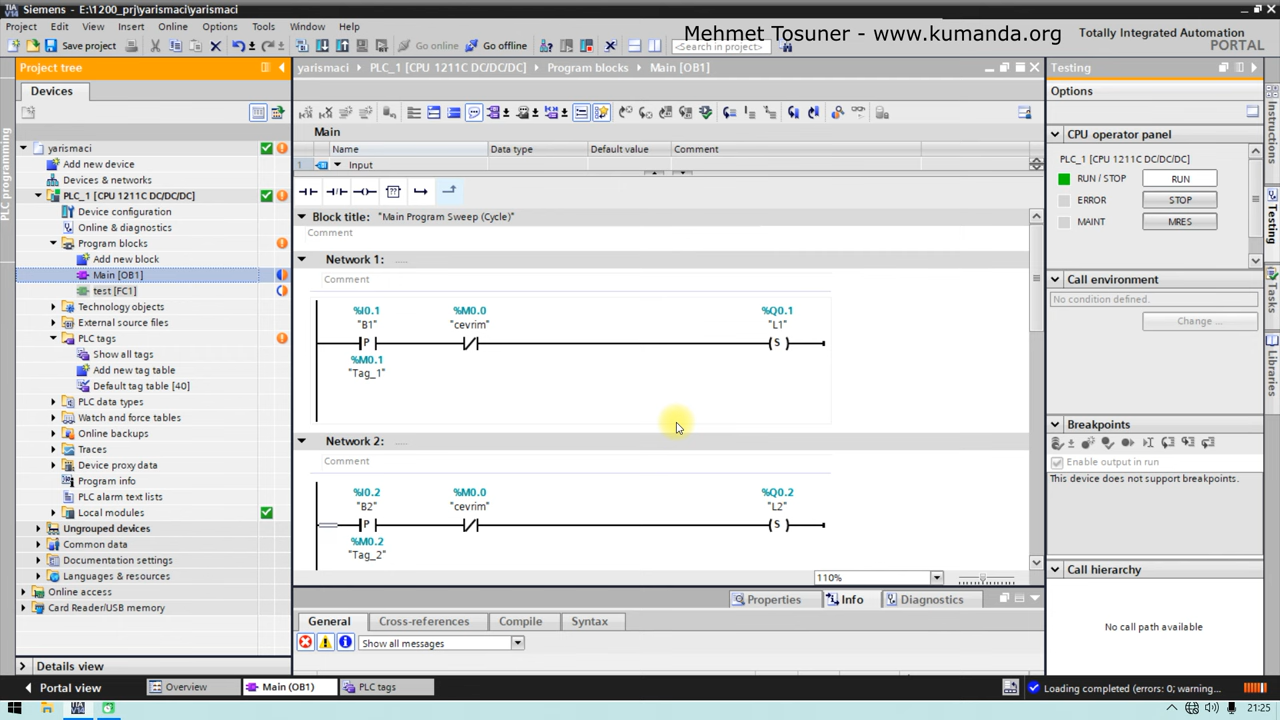 Siemens - E:\1200_prj\yarismaci\yarismaci
Mehmet Tosuner - www.kumanda.org
Project Edit View Insert Online Options Tools Window Help
Totally Integrated Automation
PORTAL
Save project
Go online
Go offline
<Search in project>
Project tree
Devices
PLC programming
yarismaci
Add new device
Devices & networks
PLC_1 [CPU 1211C DC/DC/DC]
Device configuration
Online & diagnostics
Program blocks
Add new block
Main [OB1]
test [FC1]
Technology objects
External source files
PLC tags
Show all tags
Add new tag table
Default tag table [40]
PLC data types
Watch and force tables
Online backups
Traces
Device proxy data
Program info
PLC alarm text lists
Local modules
Ungrouped devices
Common data
Documentation settings
Languages & resources
Online access
Card Reader/USB memory
Details view
yarismaci PLC_1 [CPU 1211C DC/DC/DC] Program blocks Main [OB1]
Main
Name Data type Default value Comment
1 Input
Block title: "Main Program Sweep (Cycle)"
Comment
Network 1:
Comment
%I0.1 %M0.0 %Q0.1
"B1" "cevrim" "L1"
P S
%M0.1
"Tag_1"
Network 2:
Comment
%I0.2 %M0.0 %Q0.2
"B2" "cevrim" "L2"
P S
%M0.2
"Tag_2"
110%
Properties Info Diagnostics
General Cross-references Compile Syntax
Show all messages
Testing
Options
CPU operator panel
PLC_1 [CPU 1211C DC/DC/DC]
RUN / STOP RUN
ERROR STOP
MAINT MRES
Call environment
No condition defined.
Change ...
Breakpoints
Enable output in run
This device does not support breakpoints.
Call hierarchy
No call path available
Instructions
Testing
Tasks
Libraries
Portal view Overview Main (OB1) PLC tags
Loading completed (errors: 0; warning...
21:25